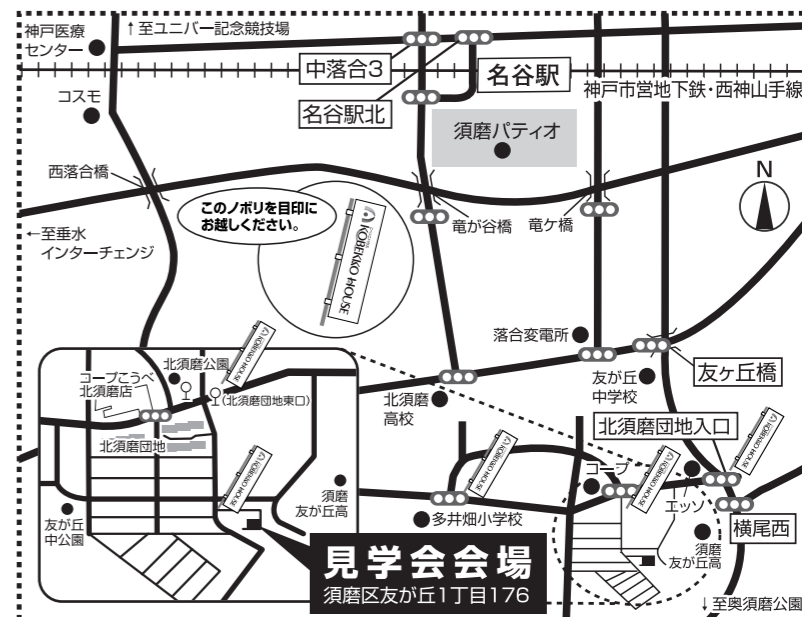 神戸医療
センター
↑至ユニバー記念競技場
中落合3
名谷駅
名谷駅北
神戸市営地下鉄・西神山手線
コスモ
須磨パティオ
西落合橋
このノボリを目印に
お越しください。
竜が谷橋
竜ケ橋
N
←至垂水
インターチェンジ
KOBEKKO HOUSE
落合変電所
友ヶ丘橋
友が丘
中学校
北須磨
高校
北須磨公園
KOBEKKO HOUSE
コープこうべ
北須磨店
(北須磨団地東口)
北須磨団地
北須磨団地入口
KOBEKKO HOUSE
KOBEKKO HOUSE
KOBEKKO HOUSE
KOBEKKO HOUSE
コープ
エッソ
横尾西
須磨
友が丘高
友が丘
中公園
多井畑小学校
須磨
友が丘高
見学会会場
須磨区友が丘1丁目176
↓至奥須磨公園